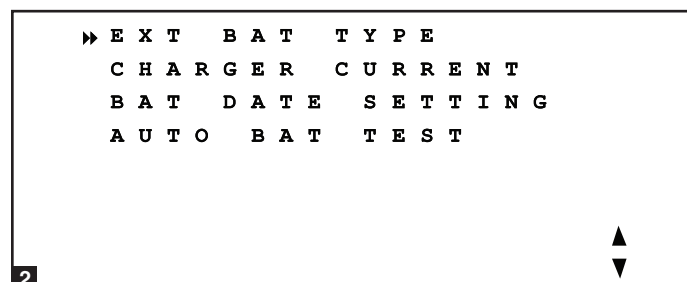 EXT BAT TYPE
CHARGER CURRENT
BAT DATE SETTING
AUTO BAT TEST
2